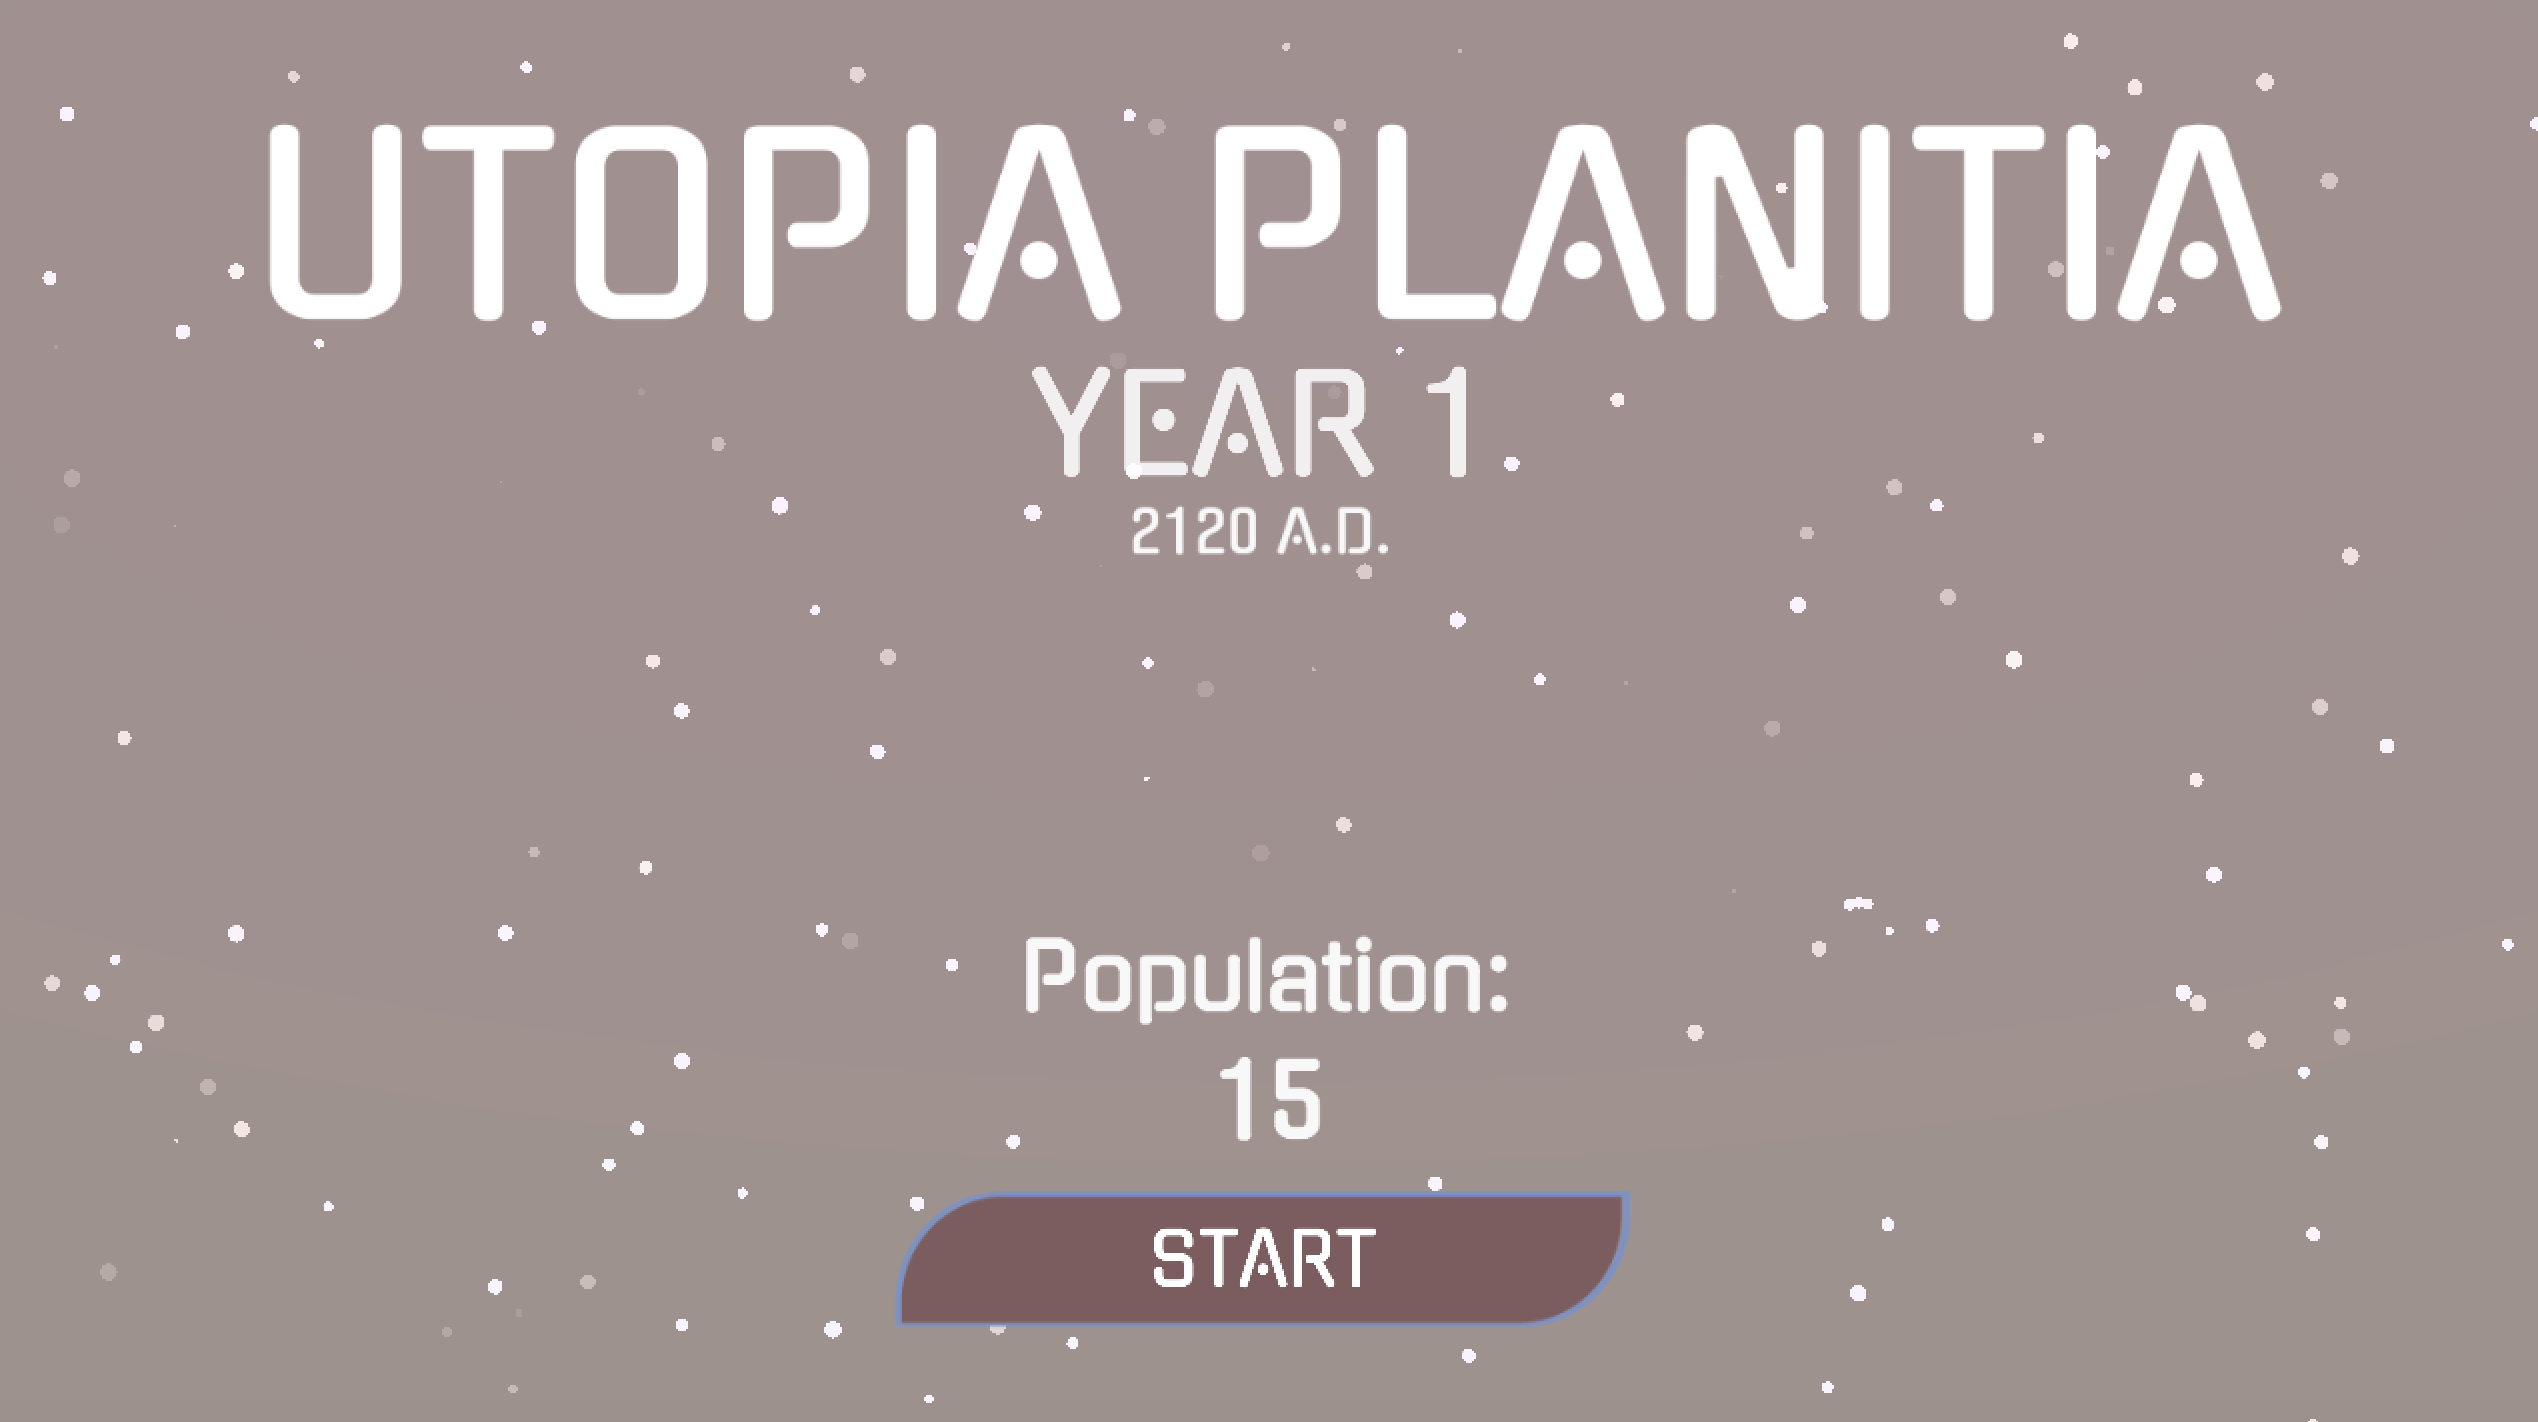 UTOPIA PLANITIA
YEAR 1
2120 A.D.
Population:
15
START